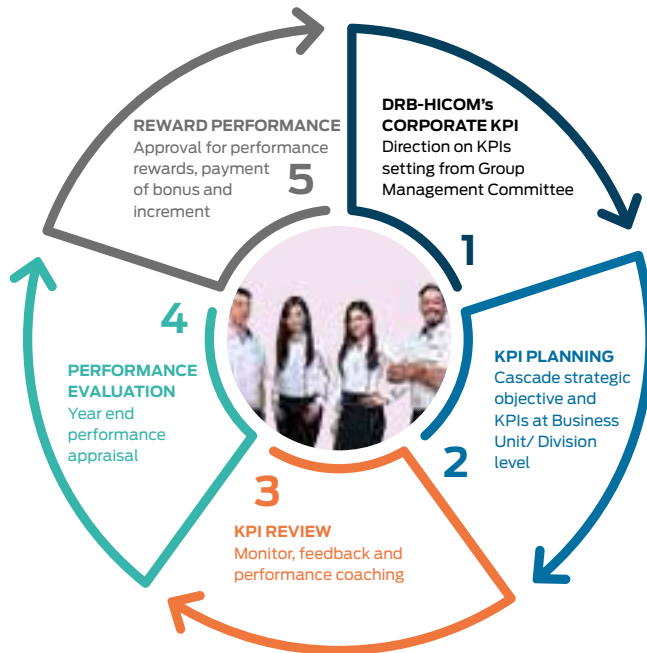 DRB-HICOM's
CORPORATE KPI
Direction on KPIs
setting from Group
Management Committee
1
KPI PLANNING
Cascade strategic
objective and
KPIs at Business
Unit/ Division
level
2
3
KPI REVIEW
Monitor, feedback and
performance coaching
4
PERFORMANCE
EVALUATION
Year end
performance
appraisal
REWARD PERFORMANCE
Approval for performance
rewards, payment
of bonus and
increment
5